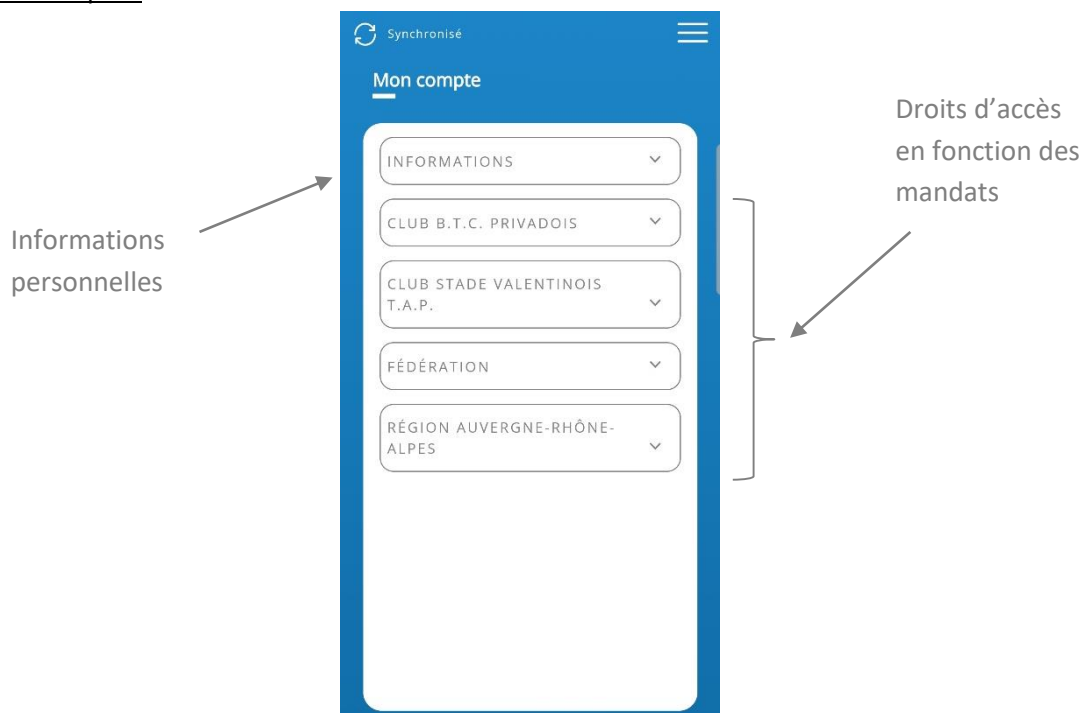 Synchronisé
Mon compte
Droits d’accès
en fonction des
mandats
INFORMATIONS
CLUB B.T.C. PRIVADOIS
Informations
personnelles
CLUB STADE VALENTINOIS
T.A.P.
FÉDÉRATION
RÉGION AUVERGNE-RHÔNE-
ALPES